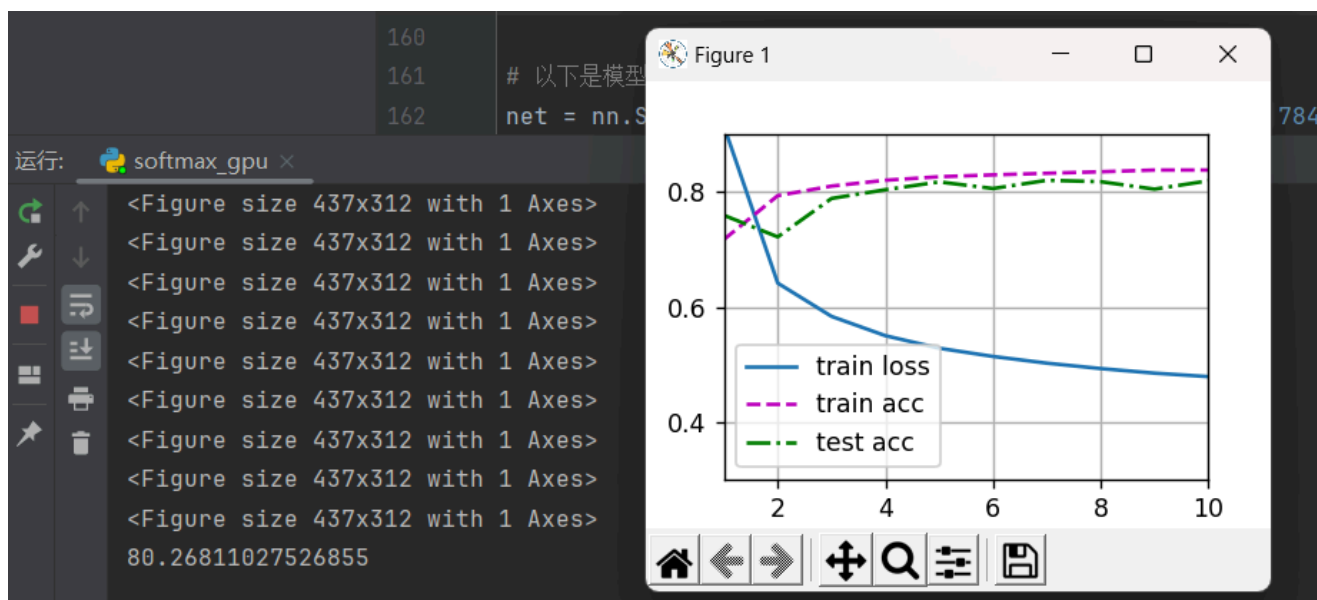 160
161 # 以下是模型
162 net = nn.S
784
运行: softmax_gpu
<Figure size 437x312 with 1 Axes>
<Figure size 437x312 with 1 Axes>
<Figure size 437x312 with 1 Axes>
<Figure size 437x312 with 1 Axes>
<Figure size 437x312 with 1 Axes>
<Figure size 437x312 with 1 Axes>
<Figure size 437x312 with 1 Axes>
<Figure size 437x312 with 1 Axes>
<Figure size 437x312 with 1 Axes>
80.26811027526855
Figure 1
0.8
0.6
0.4
train loss
train acc
test acc
2 4 6 8 10